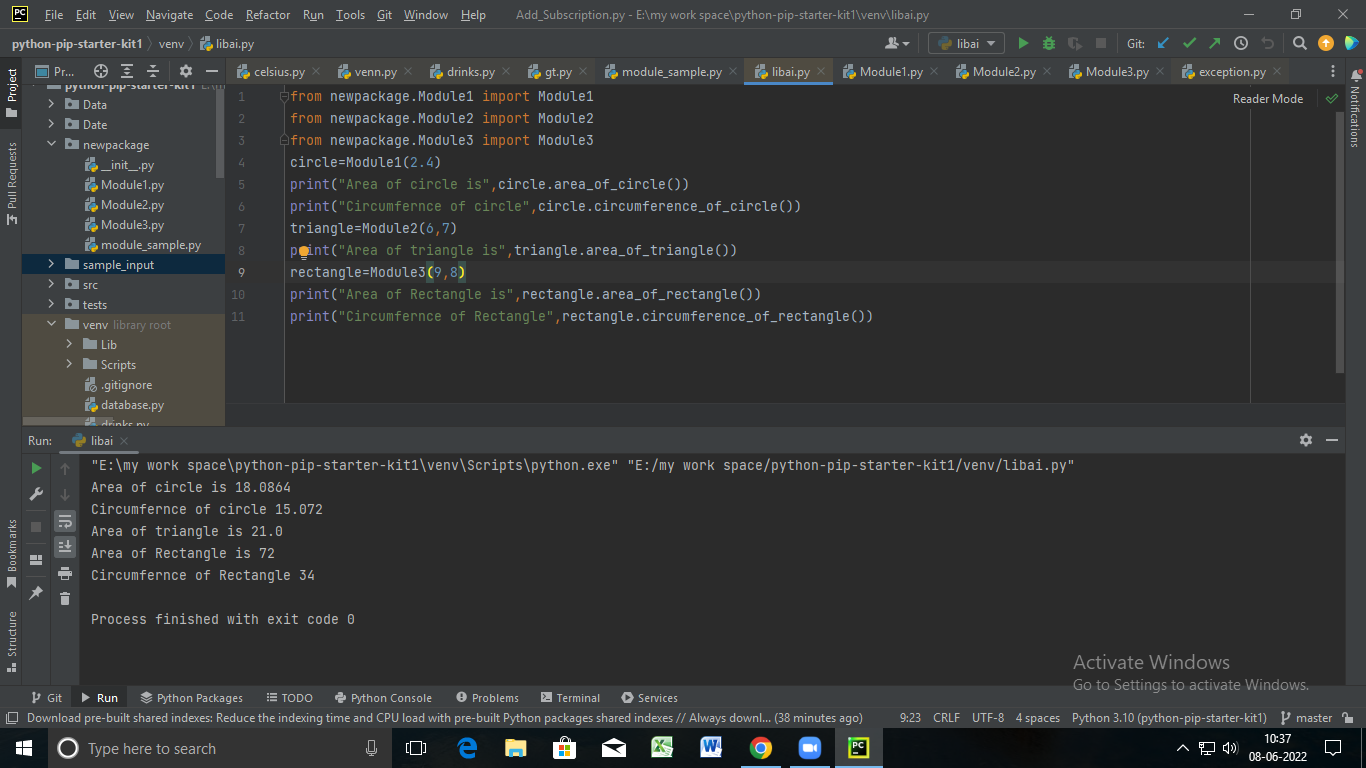 File Edit View Navigate Code Refactor Run Tools Git Window Help Add_Subscription.py - E:\my work space\python-pip-starter-kit1\venv\libai.py
python-pip-starter-kit1 venv libai.py libai Git:
Pr... celsius.py venn.py drinks.py gt.py module_sample.py libai.py Module1.py Module2.py Module3.py exception.py
Project
Pull Requests
Bookmarks
Structure
Notifications
python-pip-starter-kit1
Data
Date
newpackage
__init__.py
Module1.py
Module2.py
Module3.py
module_sample.py
sample_input
src
tests
venv library root
Lib
Scripts
.gitignore
database.py
drinks.py
Reader Mode
1 from newpackage.Module1 import Module1
2 from newpackage.Module2 import Module2
3 from newpackage.Module3 import Module3
4 circle=Module1(2.4)
5 print("Area of circle is",circle.area_of_circle())
6 print("Circumfernce of circle",circle.circumference_of_circle())
7 triangle=Module2(6,7)
8 print("Area of triangle is",triangle.area_of_triangle())
9 rectangle=Module3(9,8)
10 print("Area of Rectangle is",rectangle.area_of_rectangle())
11 print("Circumfernce of Rectangle",rectangle.circumference_of_rectangle())
Run: libai
"E:\my work space\python-pip-starter-kit1\venv\Scripts\python.exe" "E:/my work space/python-pip-starter-kit1/venv/libai.py"
Area of circle is 18.0864
Circumfernce of circle 15.072
Area of triangle is 21.0
Area of Rectangle is 72
Circumfernce of Rectangle 34
Process finished with exit code 0
Activate Windows
Go to Settings to activate Windows.
Git Run Python Packages TODO Python Console Problems Terminal Services
Download pre-built shared indexes: Reduce the indexing time and CPU load with pre-built Python packages shared indexes // Always downl... (38 minutes ago) 9:23 CRLF UTF-8 4 spaces Python 3.10 (python-pip-starter-kit1) master
Type here to search
10:37
08-06-2022